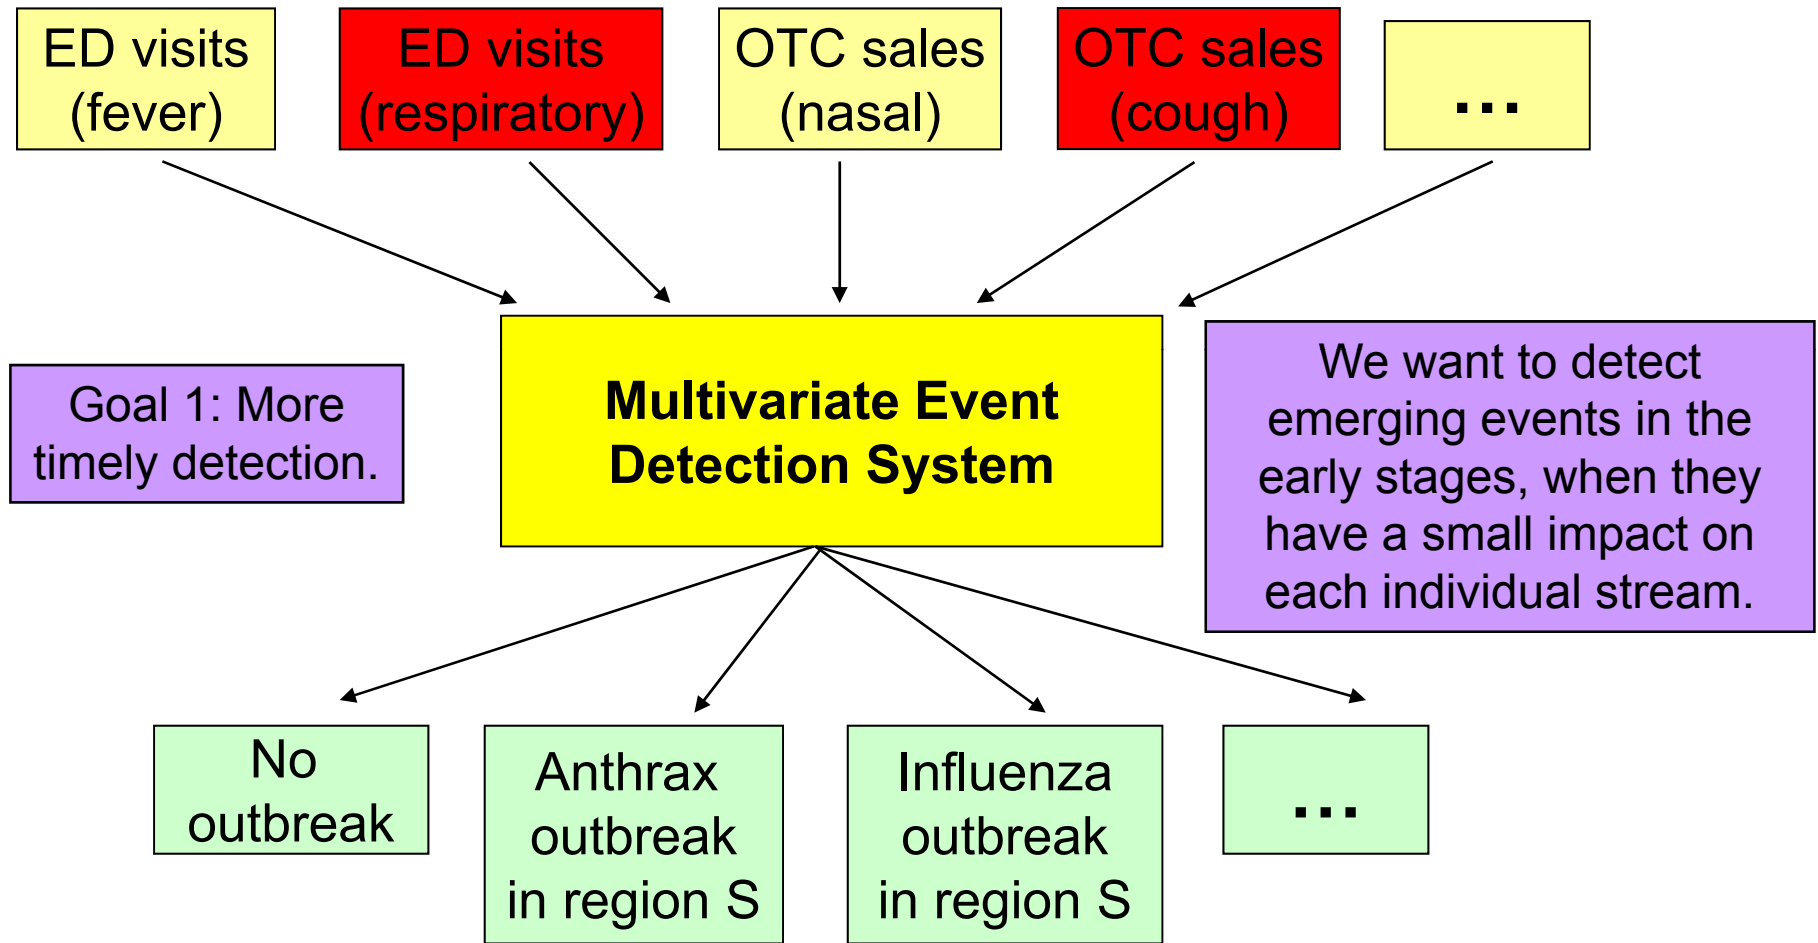 ED visits
(fever)
ED visits
(respiratory)
OTC sales
(nasal)
OTC sales
(cough)
...
Goal 1: More
timely detection.
Multivariate Event
Detection System
We want to detect
emerging events in the
early stages, when they
have a small impact on
each individual stream.
No
outbreak
Anthrax
outbreak
in region S
Influenza
outbreak
in region S
...